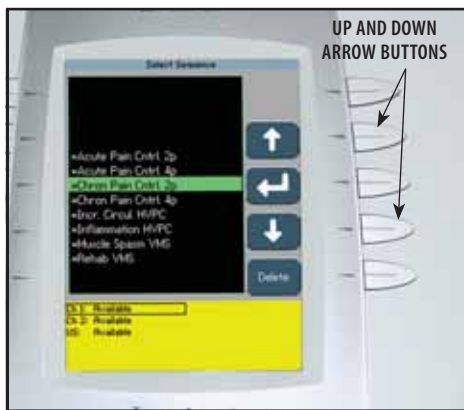 UP AND DOWN
ARROW BUTTONS
Select Sequence
Acute Pain Cntrl. 2p
Acute Pain Cntrl. 4p
Chron Pain Cntrl. 2p
Chron Pain Cntrl. 4p
Incr. Circul. HVPC
Inflammation HVPC
Muscle Spasm VMS
Rehab VMS
Delete
Ch 1: Available
Ch 2: Available
US: Available